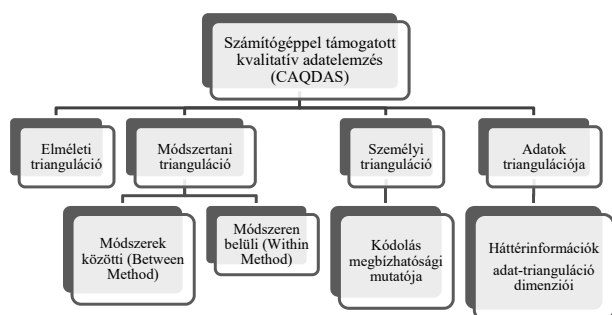 Számítógéppel támogatott
kvalitatív adatelemzés
(CAQDAS)
Elméleti
trianguláció
Módszertani
trianguláció
Személyi
trianguláció
Adatok
triangulációja
Módszerek
közötti (Between
Method)
Módszeren
belüli (Within
Method)
Kódolás
megbízhatósági
mutatója
Háttérinformációk
adat-trianguláció
dimenziói